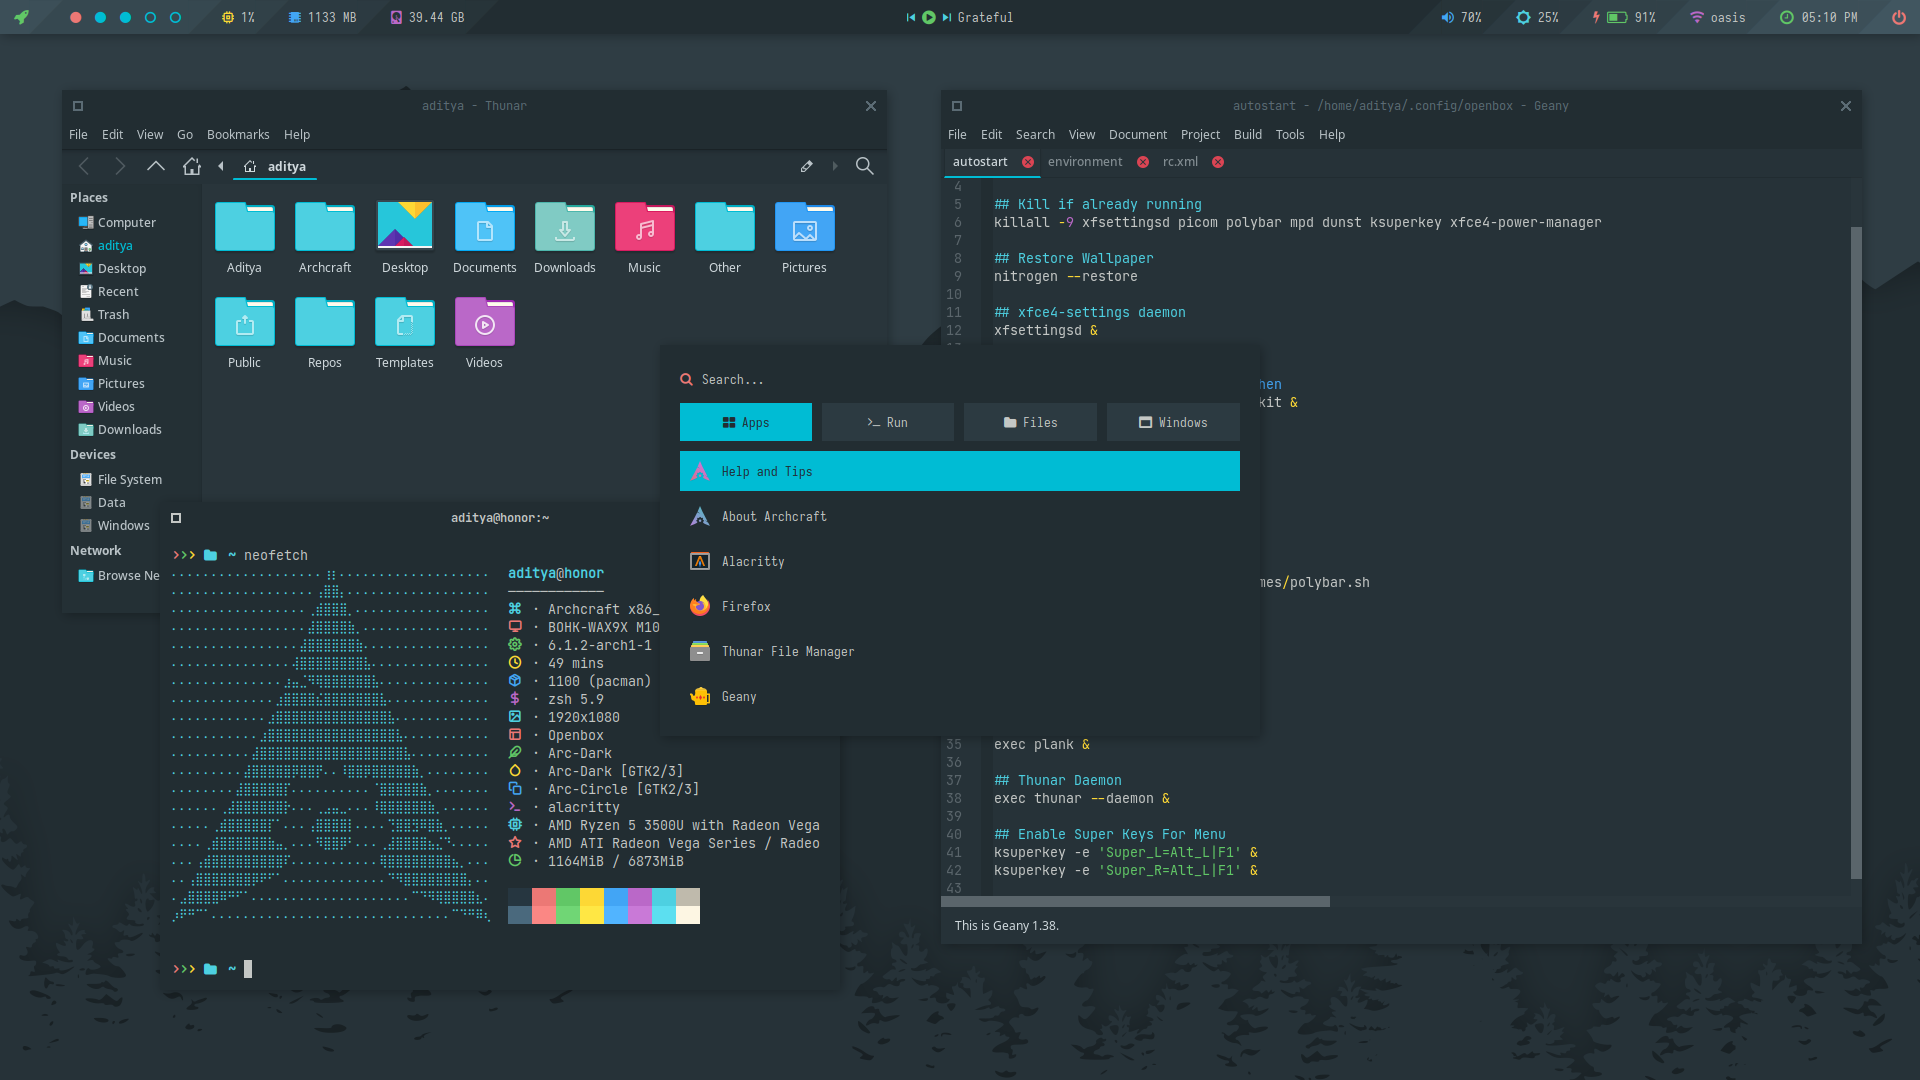 1%
1133 MB
39.44 GB
Grateful
70%
25%
91%
oasis
05:10 PM
aditya - Thunar
File Edit View Go Bookmarks Help
aditya
Places
Computer
aditya
Desktop
Recent
Trash
Documents
Music
Pictures
Videos
Downloads
Devices
File System
Data
Windows
Network
Browse Ne
Aditya
Archcraft
Desktop
Documents
Downloads
Music
Other
Pictures
Public
Repos
Templates
Videos
autostart - /home/aditya/.config/openbox - Geany
File Edit Search View Document Project Build Tools Help
autostart environment rc.xml
4
5 ## Kill if already running
6 killall -9 xfsettingsd picom polybar mpd dunst ksuperkey xfce4-power-manager
7
8 ## Restore Wallpaper
9 nitrogen --restore
10
11 ## xfce4-settings daemon
12 xfsettingsd &
hen
kit &
mes/polybar.sh
35 exec plank &
36
37 ## Thunar Daemon
38 exec thunar --daemon &
39
40 ## Enable Super Keys For Menu
41 ksuperkey -e 'Super_L=Alt_L|F1' &
42 ksuperkey -e 'Super_R=Alt_L|F1' &
43
This is Geany 1.38.
Search...
Apps
Run
Files
Windows
Help and Tips
About Archcraft
Alacritty
Firefox
Thunar File Manager
Geany
aditya@honor:~
~ neofetch
aditya@honor
· Archcraft x86_
· BOHK-WAX9X M10
· 6.1.2-arch1-1
· 49 mins
· 1100 (pacman)
· zsh 5.9
· 1920x1080
· Openbox
· Arc-Dark
· Arc-Dark [GTK2/3]
· Arc-Circle [GTK2/3]
· alacritty
· AMD Ryzen 5 3500U with Radeon Vega
· AMD ATI Radeon Vega Series / Radeo
· 1164MiB / 6873MiB
~